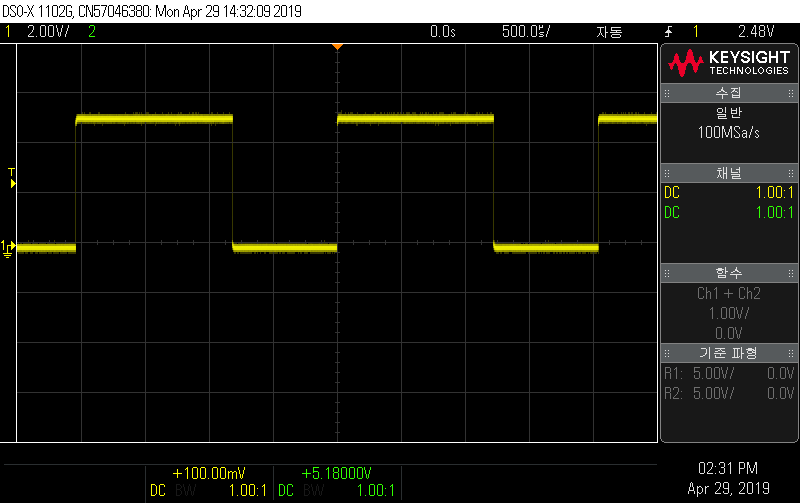 DSO-X 1102G, CN57046380: Mon Apr 29 14:32:09 2019
1 2.00V/ 2 0.0s 500.0㎲/ 자동 1 2.48V
KEYSIGHT
TECHNOLOGIES
수집
일반
100MSa/s
채널
DC 1.00:1
DC 1.00:1
함수
Ch1 + Ch2
1.00V/
0.0V
기준 파형
R1: 5.00V/ 0.0V
R2: 5.00V/ 0.0V
T
1
+100.00mV +5.18000V
DC BW 1.00:1 DC BW 1.00:1
02:31 PM
Apr 29, 2019